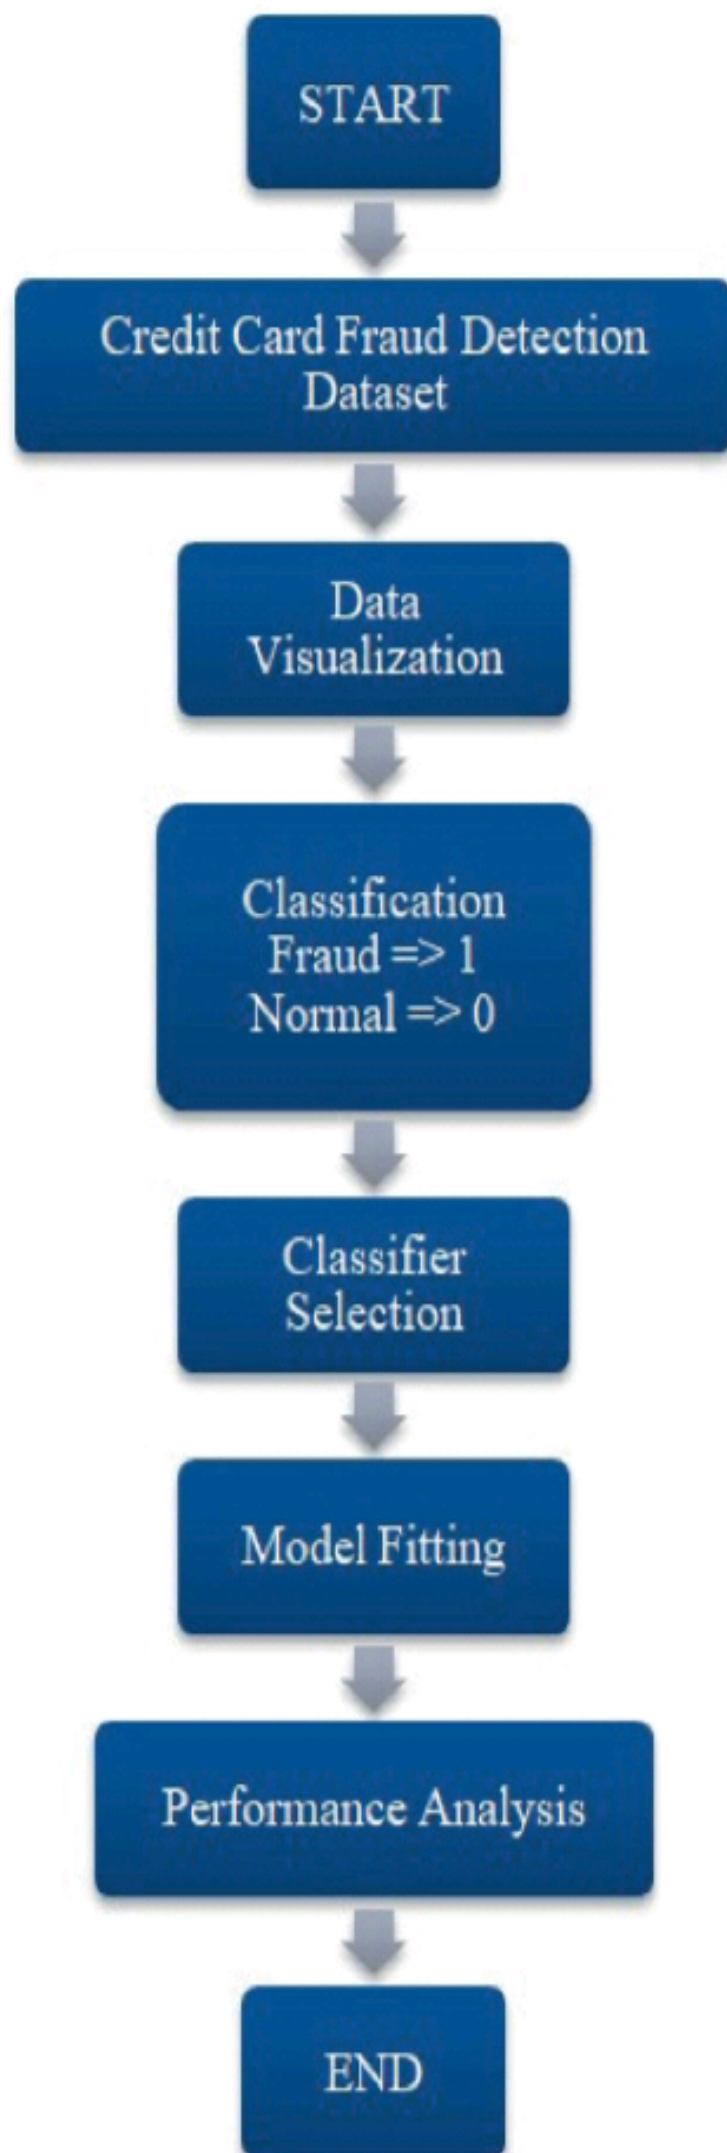 START
Credit Card Fraud Detection
Dataset
Data
Visualization
Classification
Fraud => 1
Normal => 0
Classifier
Selection
Model Fitting
Performance Analysis
END